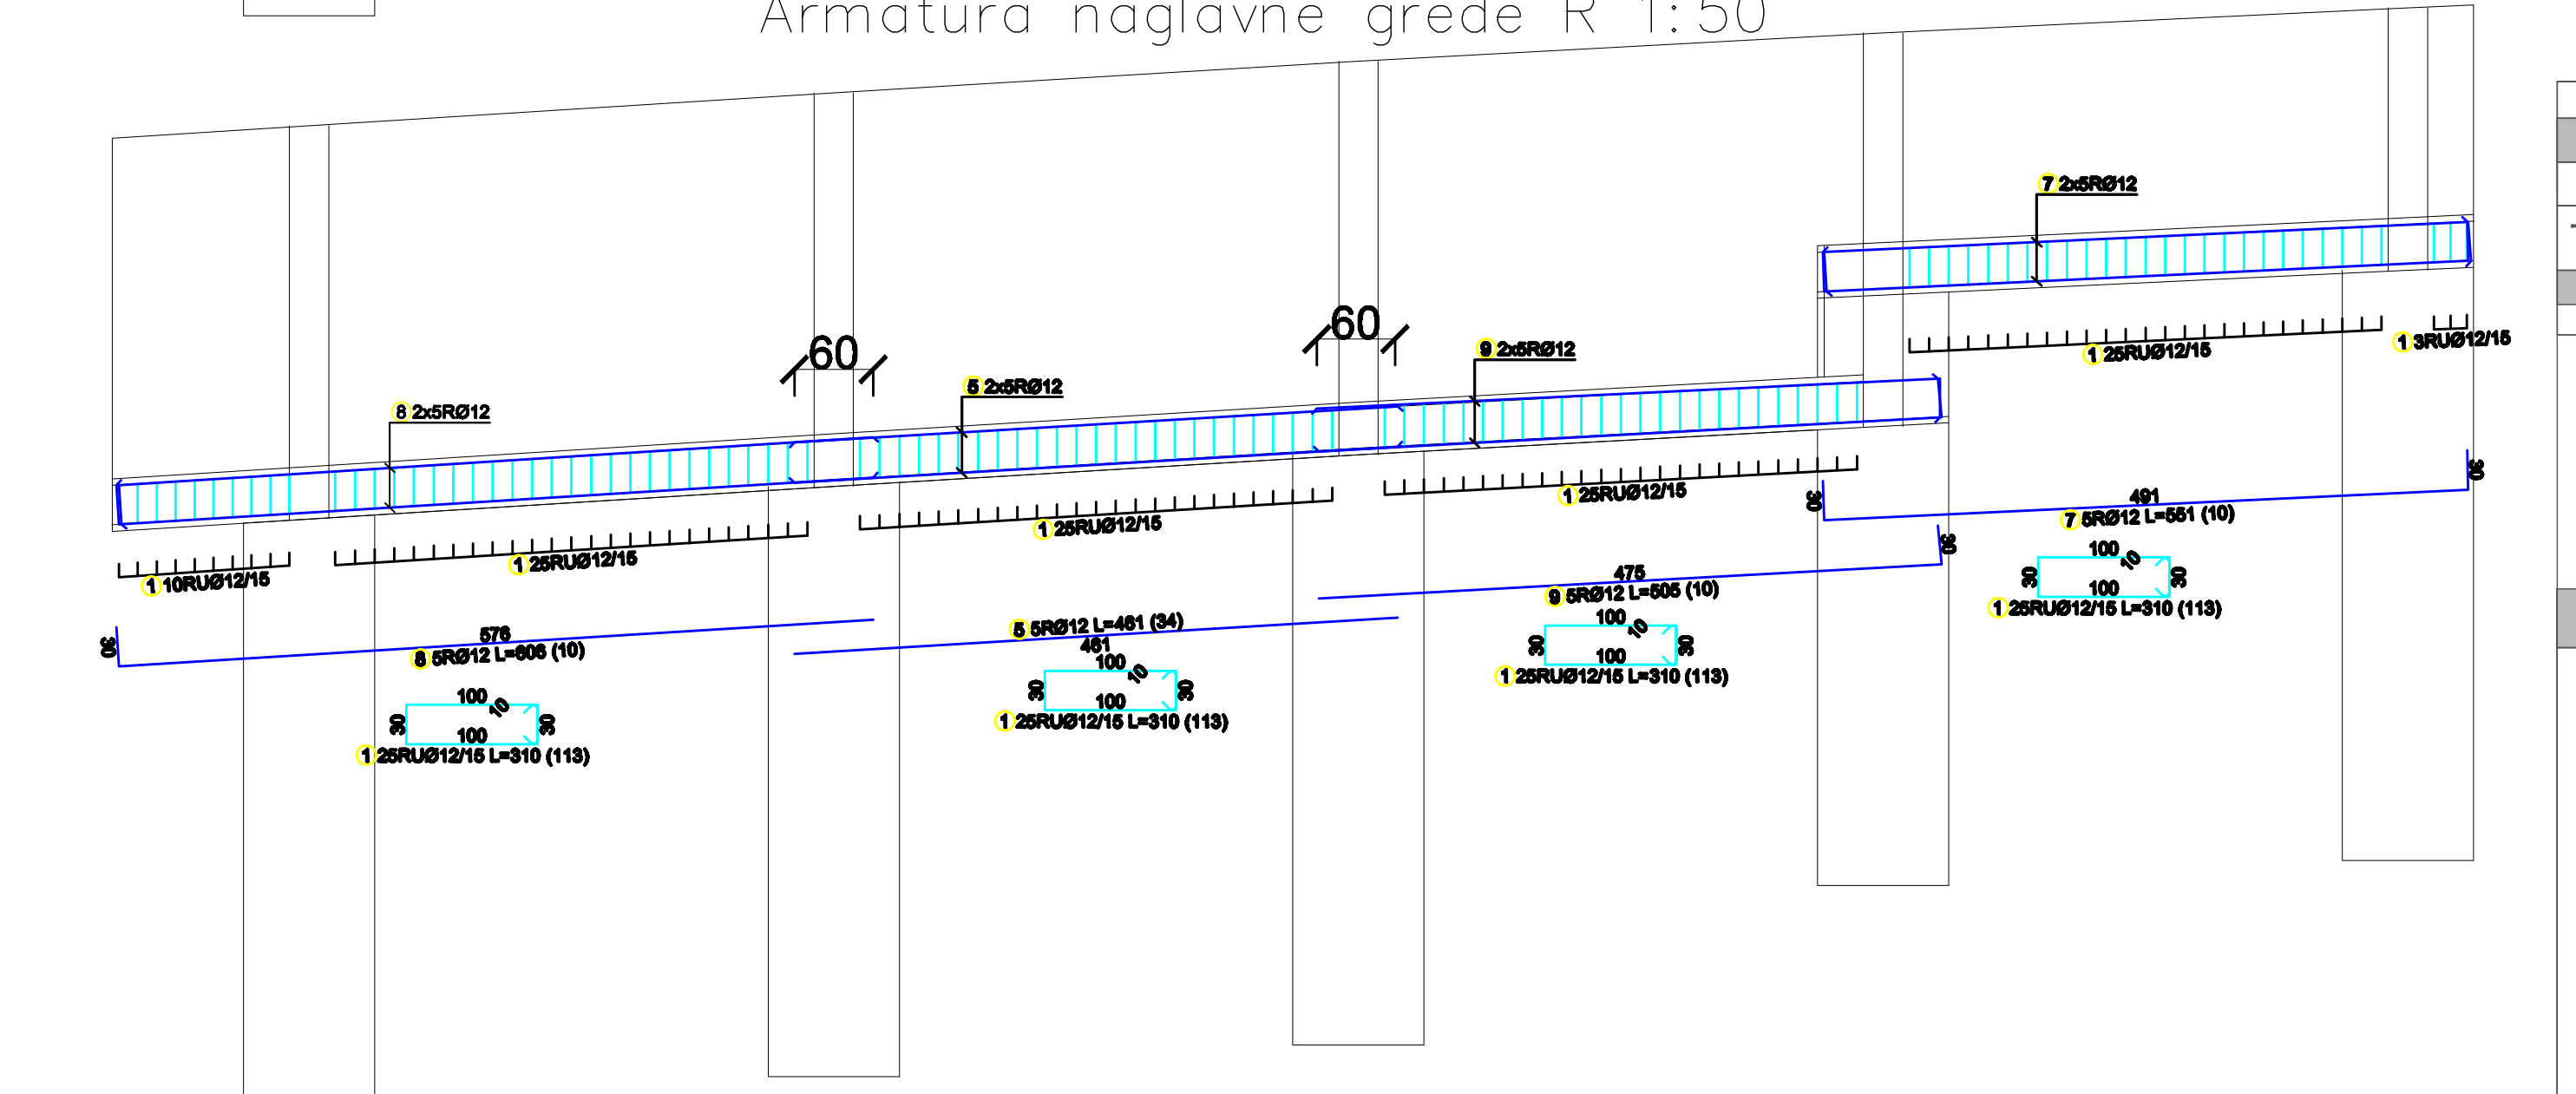 Armatura naglavne grede R 1:50
7 2x5RØ12
60
60
9 2x5RØ12
1 25RUØ12/15
1 3RUØ12/15
5 2x5RØ12
8 2x5RØ12
1 25RUØ12/15
1 25RUØ12/15
1 25RUØ12/15
1 10RUØ12/15
30
491
30
7 5RØ12 L=551 (10)
30
475
9 5RØ12 L=505 (10)
100
10
30
30
100
1 25RUØ12/15 L=310 (113)
30
576
8 5RØ12 L=606 (10)
5 5RØ12 L=461 (34)
461
100
10
30
30
100
1 25RUØ12/15 L=310 (113)
100
10
30
30
100
1 25RUØ12/15 L=310 (113)
100
10
30
30
100
1 25RUØ12/15 L=310 (113)